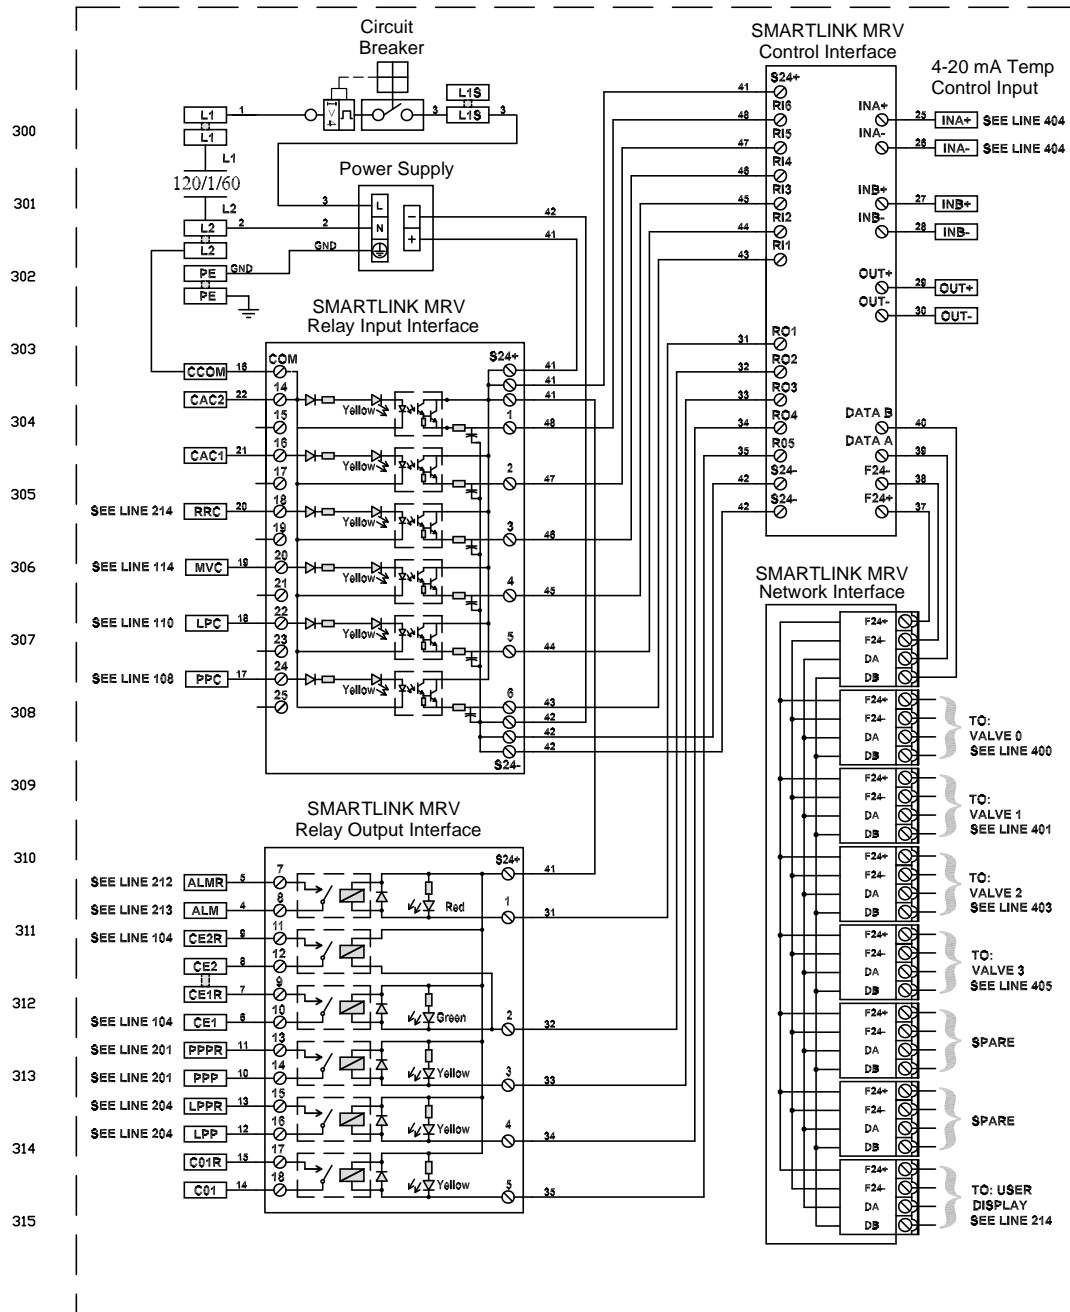 Circuit
Breaker
SMARTLINK MRV
Control Interface
4-20 mA Temp
Control Input
L1S
L1 1 3 L1S 3
300
L1
L1
120/1/60
Power Supply
301
L2
3 L
L2 2 2 N
− 42
+ 41
L2
GND
302
PE GND
PE
41 S24+
48 RI6
47 RI5
46 RI4
45 RI3
44 RI2
43 RI1
31 RO1
32 RO2
33 RO3
34 RO4
35 R05
42 S24-
42 S24-
INA+ 25 INA+ SEE LINE 404
INA- 26 INA- SEE LINE 404
INB+ 27 INB+
INB- 28 INB-
OUT+ 29 OUT+
OUT- 30 OUT-
DATA B 40
DATA A 39
F24- 38
F24+ 37
SMARTLINK MRV
Relay Input Interface
303
COM
S24+
CCOM 16
41
41
41
CAC2 22 14
Yellow
304
15
1 48
CAC1 21 16
Yellow
17
2 47
305
SEE LINE 214 RRC 20 18
Yellow
19
3 46
306
SEE LINE 114 MVC 19 20
Yellow
21
4 45
307
SEE LINE 110 LPC 18 22
Yellow
23
5 44
SEE LINE 108 PPC 17 24
Yellow
308
25
6 43
42
42
42
S24-
309
SMARTLINK MRV
Relay Output Interface
310
S24+ 41
SEE LINE 212 ALMR 5 7
Red
SEE LINE 213 ALM 4 8
1 31
311
SEE LINE 104 CE2R 9 11
CE2 8 12
312
CE1R 7 9
Green
SEE LINE 104 CE1 6 10
2 32
SEE LINE 201 PPPR 11 13
Yellow
313
SEE LINE 201 PPP 10 14
3 33
SEE LINE 204 LPPR 13 15
Yellow
SEE LINE 204 LPP 12 16
4 34
314
C01R 15 17
Yellow
C01 14 18
5 35
315
SMARTLINK MRV
Network Interface
F24+
F24-
DA
DB
F24+
F24-
DA
DB
TO:
VALVE 0
SEE LINE 400
F24+
F24-
DA
DB
TO:
VALVE 1
SEE LINE 401
F24+
F24-
DA
DB
TO:
VALVE 2
SEE LINE 403
F24+
F24-
DA
DB
TO:
VALVE 3
SEE LINE 405
F24+
F24-
DA
DB
SPARE
F24+
F24-
DA
DB
SPARE
F24+
F24-
DA
DB
TO: USER
DISPLAY
SEE LINE 214